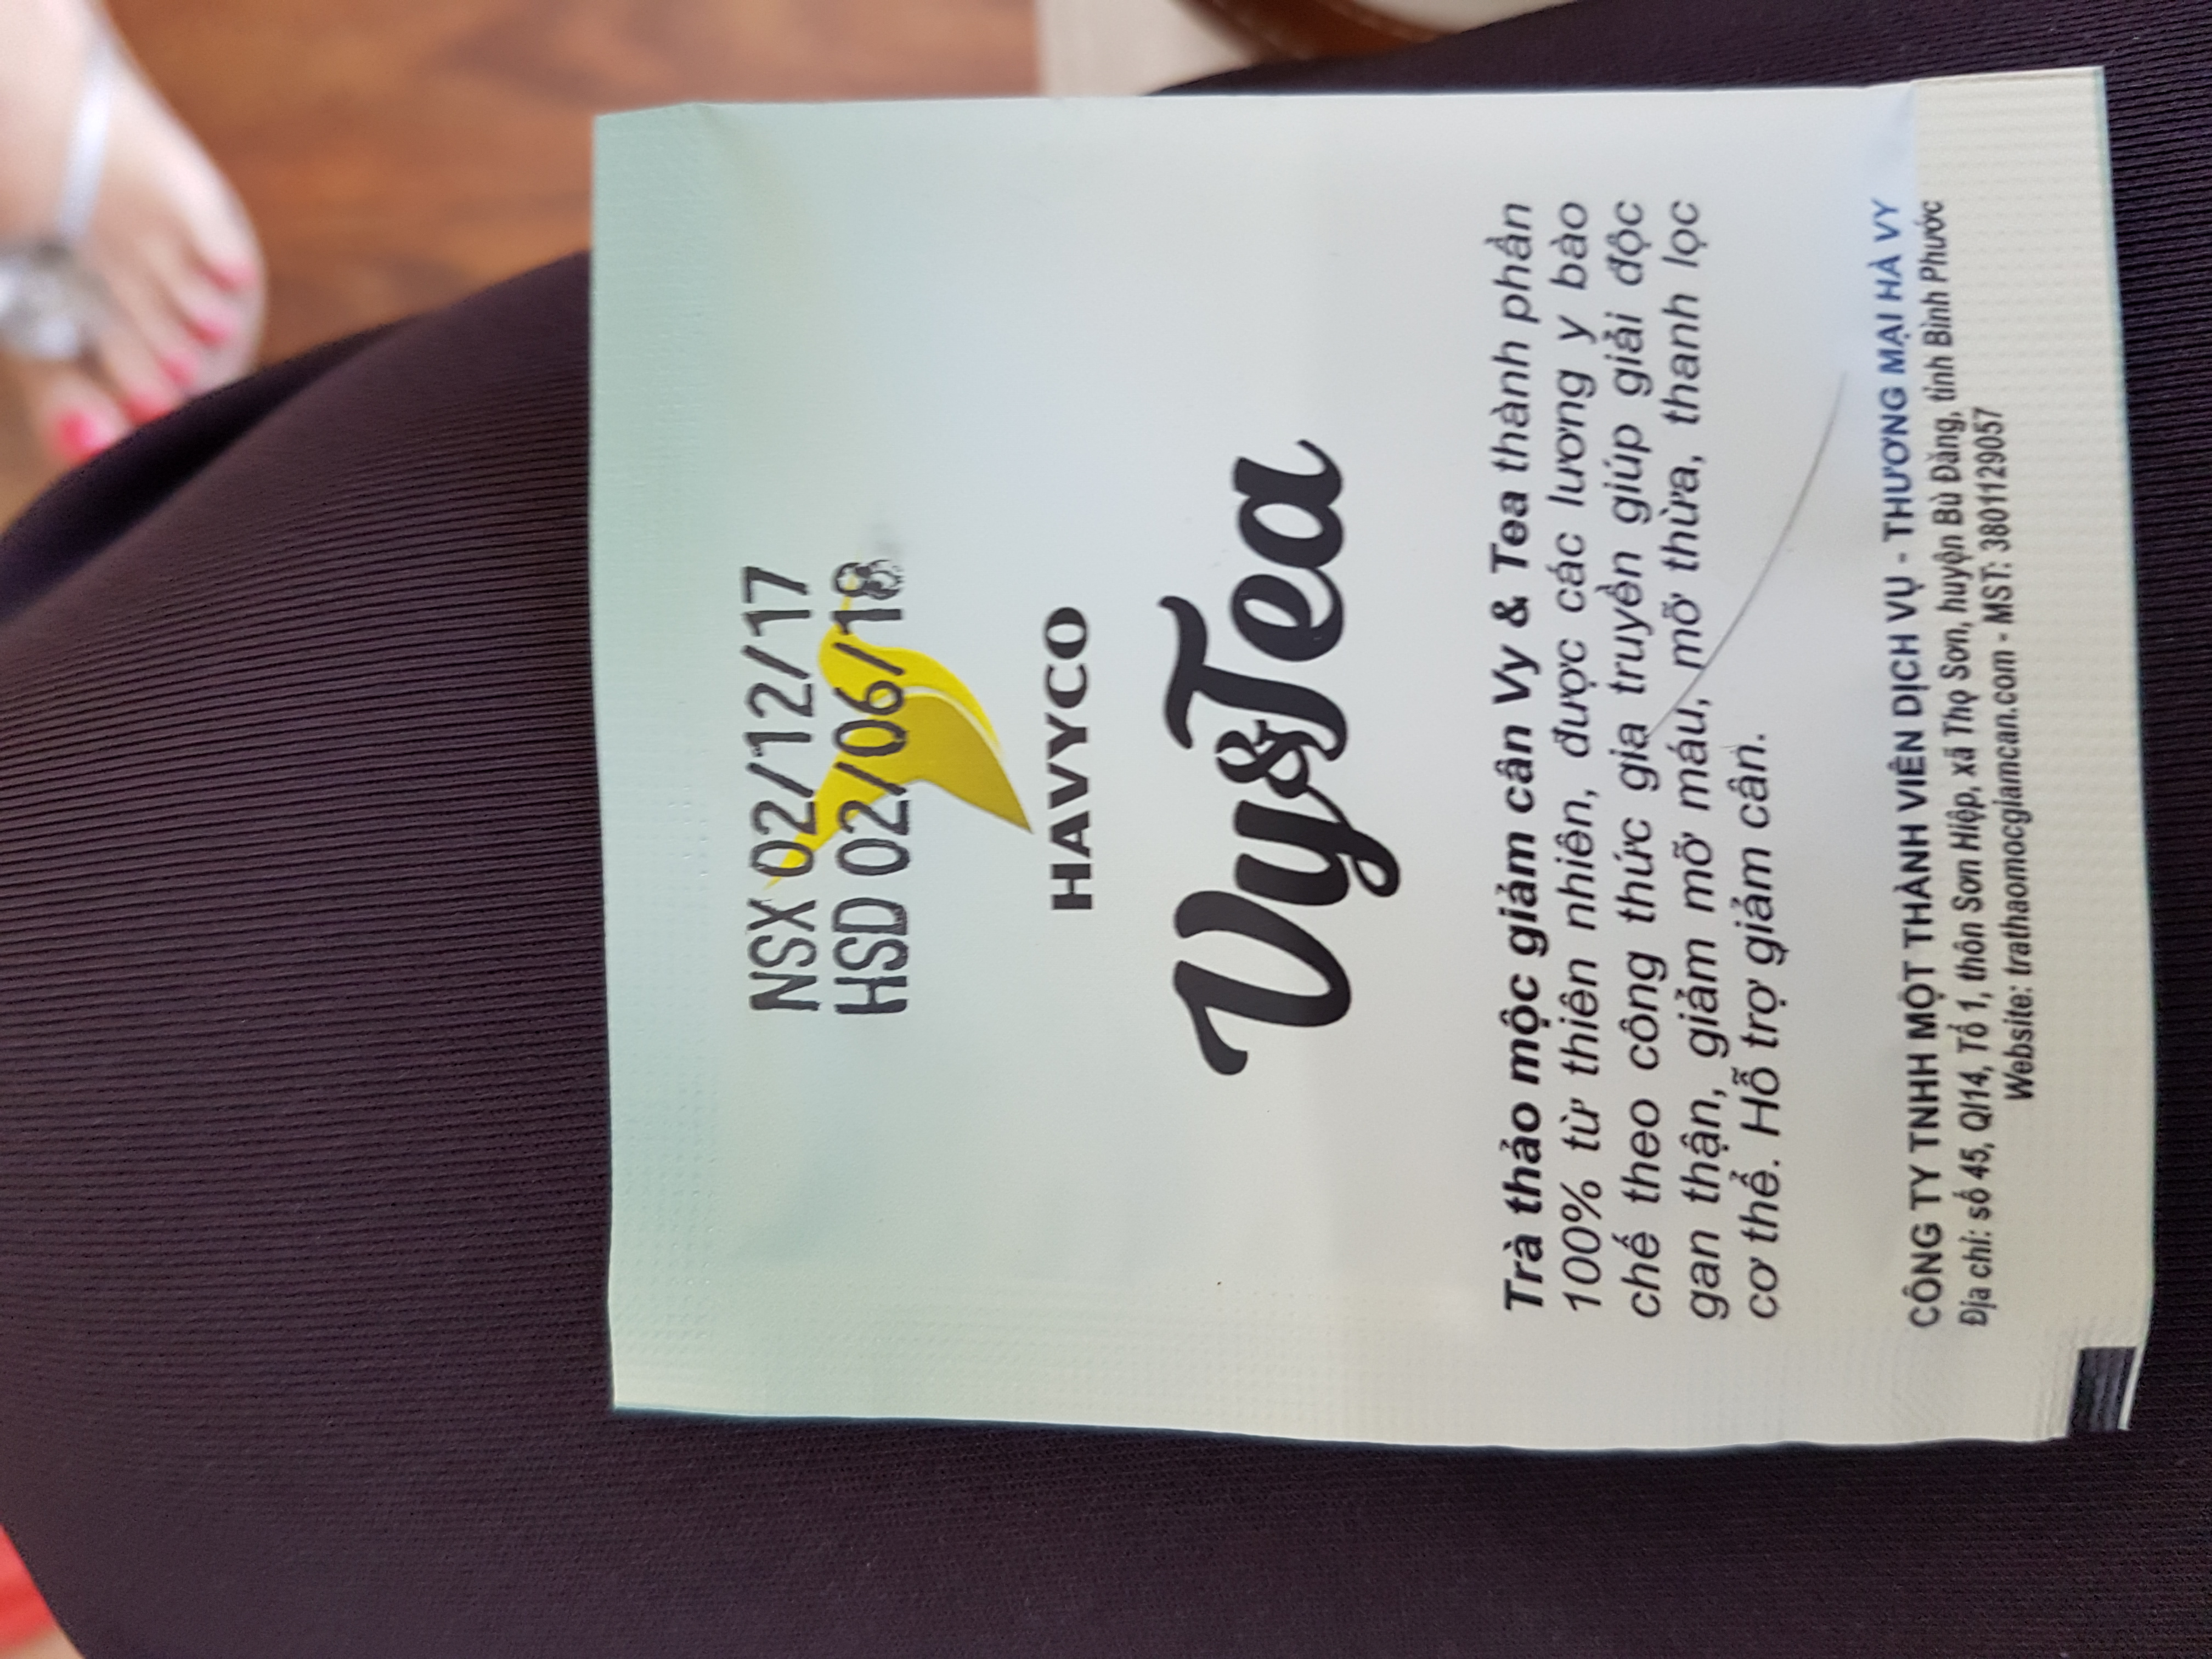 NSX 02/12/17
HSD 02/06/18
HAVYCO
Vy&Tea
Trà thảo mộc giảm cân Vy & Tea thành phần
100% từ thiên nhiên, được các lương y bào
chế theo công thức gia truyền giúp giải độc
gan thận, giảm mỡ máu, mỡ thừa, thanh lọc
cơ thể. Hỗ trợ giảm cân.
CÔNG TY TNHH MỘT THÀNH VIÊN DỊCH VỤ - THƯƠNG MẠI HÀ VY
Địa chỉ: số 45, Ql14, Tổ 1, thôn Sơn Hiệp, xã Thọ Sơn, huyện Bù Đăng, tỉnh Bình Phước
Website: trathaomocgiamcan.com - MST: 3801129057